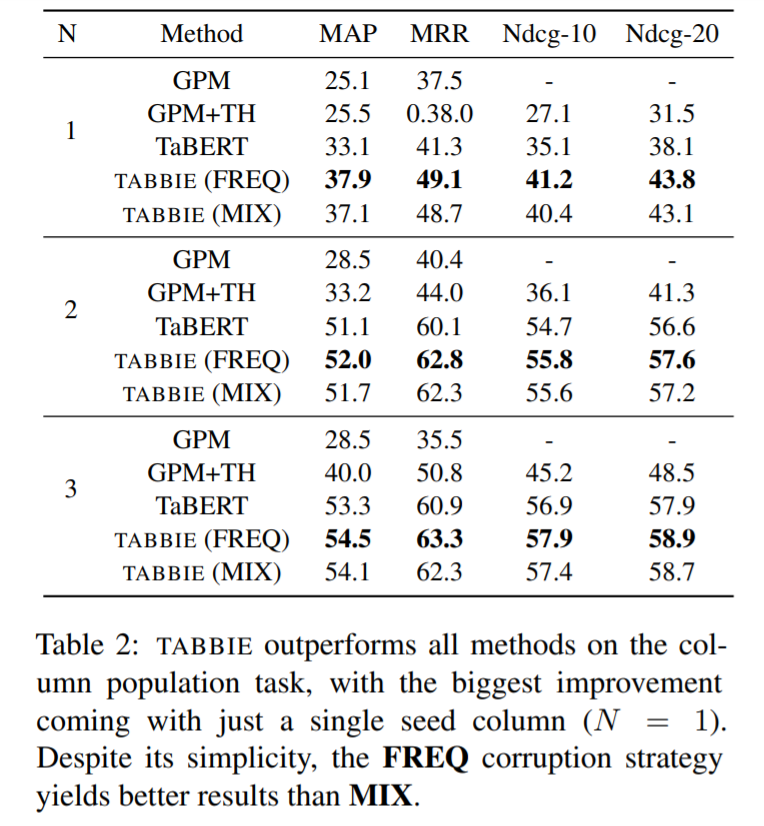 N Method MAP MRR Ndcg-10 Ndcg-20
GPM 25.1 37.5 - -
GPM+TH 25.5 0.38.0 27.1 31.5
1
TaBERT 33.1 41.3 35.1 38.1
TABBIE (FREQ) 37.9 49.1 41.2 43.8
TABBIE (MIX) 37.1 48.7 40.4 43.1
GPM 28.5 40.4 - -
GPM+TH 33.2 44.0 36.1 41.3
2
TaBERT 51.1 60.1 54.7 56.6
TABBIE (FREQ) 52.0 62.8 55.8 57.6
TABBIE (MIX) 51.7 62.3 55.6 57.2
GPM 28.5 35.5 - -
GPM+TH 40.0 50.8 45.2 48.5
3
TaBERT 53.3 60.9 56.9 57.9
TABBIE (FREQ) 54.5 63.3 57.9 58.9
TABBIE (MIX) 54.1 62.3 57.4 58.7
Table 2: TABBIE outperforms all methods on the col-
umn population task, with the biggest improvement
coming with just a single seed column (N = 1).
Despite its simplicity, the FREQ corruption strategy
yields better results than MIX.